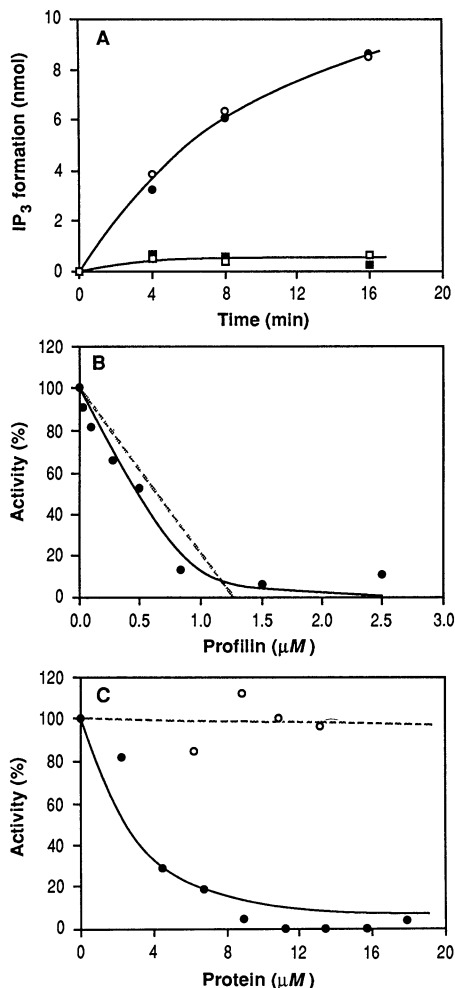 A
IP3 formation (nmol)
10
8
6
4
2
0
0 4 8 12 16 20
Time (min)
B
Activity (%)
120
100
80
60
40
20
0
0.0 0.5 1.0 1.5 2.0 2.5 3.0
Profilin (µM)
C
Activity (%)
120
100
80
60
40
20
0
0 4 8 12 16 20
Protein (µM)